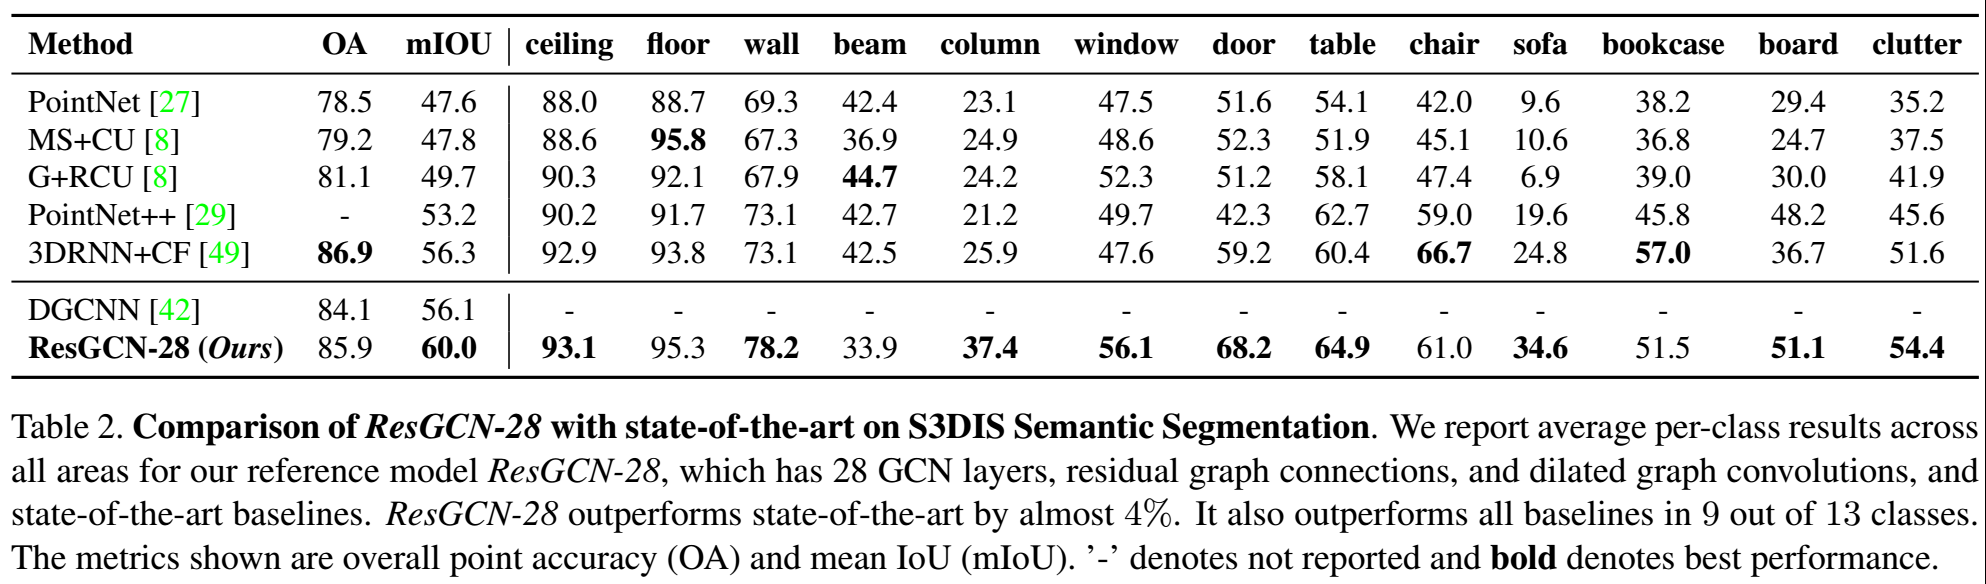 Method OA mIOU ceiling floor wall beam column window door table chair sofa bookcase board clutter
PointNet [27] 78.5 47.6 88.0 88.7 69.3 42.4 23.1 47.5 51.6 54.1 42.0 9.6 38.2 29.4 35.2
MS+CU [8] 79.2 47.8 88.6 95.8 67.3 36.9 24.9 48.6 52.3 51.9 45.1 10.6 36.8 24.7 37.5
G+RCU [8] 81.1 49.7 90.3 92.1 67.9 44.7 24.2 52.3 51.2 58.1 47.4 6.9 39.0 30.0 41.9
PointNet++ [29] - 53.2 90.2 91.7 73.1 42.7 21.2 49.7 42.3 62.7 59.0 19.6 45.8 48.2 45.6
3DRNN+CF [49] 86.9 56.3 92.9 93.8 73.1 42.5 25.9 47.6 59.2 60.4 66.7 24.8 57.0 36.7 51.6
DGCNN [42] 84.1 56.1 - - - - - - - - - - - - -
ResGCN-28 (Ours) 85.9 60.0 93.1 95.3 78.2 33.9 37.4 56.1 68.2 64.9 61.0 34.6 51.5 51.1 54.4
Table 2. Comparison of ResGCN-28 with state-of-the-art on S3DIS Semantic Segmentation. We report average per-class results across
all areas for our reference model ResGCN-28, which has 28 GCN layers, residual graph connections, and dilated graph convolutions, and
state-of-the-art baselines. ResGCN-28 outperforms state-of-the-art by almost 4%. It also outperforms all baselines in 9 out of 13 classes.
The metrics shown are overall point accuracy (OA) and mean IoU (mIoU). '-' denotes not reported and bold denotes best performance.